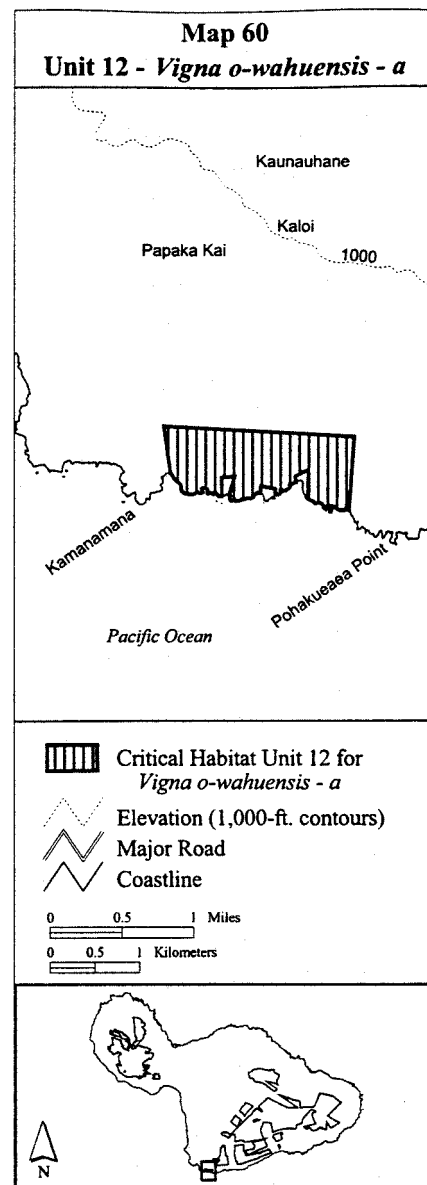 Map 60
Unit 12 - Vigna o-wahuensis - a
Kaunauhane
Kaloi
Papaka Kai
1000
Kamanamana
Pohakueaea Point
Pacific Ocean
Critical Habitat Unit 12 for
Vigna o-wahuensis - a
Elevation (1,000-ft. contours)
Major Road
Coastline
0 0.5 1 Miles
0 0.5 1 Kilometers
N